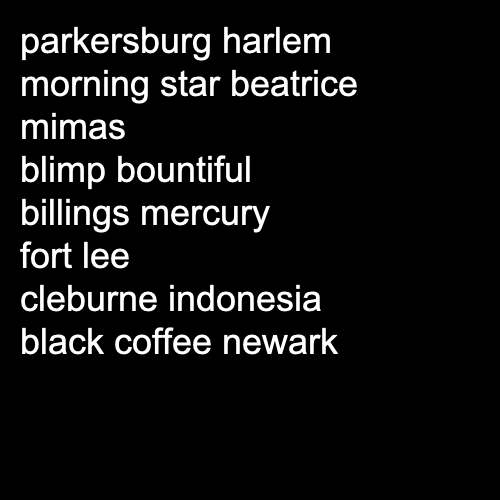 parkersburg harlem
morning star beatrice
mimas
blimp bountiful
billings mercury
fort lee
cleburne indonesia
black coffee newark